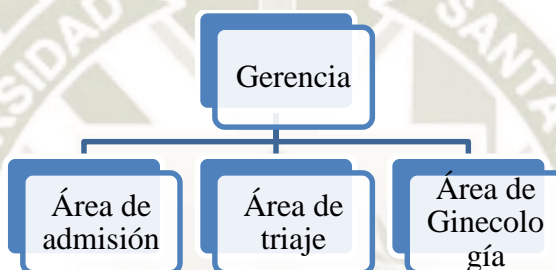 Gerencia
Área de
admisión
Área de
triaje
Área de
Ginecolo
gía